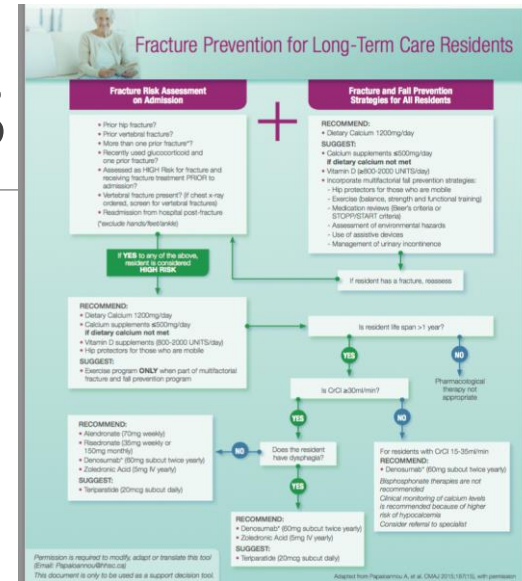 Fracture Prevention for Long-Term Care Residents
Fracture Risk Assessment
on Admission
• Prior hip fracture?
• Prior vertebral fracture?
• More than one prior fracture*?
• Recently used glucocorticoid and
one prior fracture?
• Assessed as HIGH Risk for fracture and
receiving fracture treatment PRIOR to
admission?
• Vertebral fracture present? (if chest x-ray
ordered, screen for vertebral fractures)
• Readmission from hospital post-fracture
(*exclude hands/feet/ankle)
Fracture and Fall Prevention
Strategies for All Residents
RECOMMEND:
• Dietary Calcium 1200mg/day
SUGGEST:
• Calcium supplements ≤500mg/day
if dietary calcium not met
• Vitamin D (≥800-2000 UNITS/day)
• Incorporate multifactorial fall prevention strategies:
- Hip protectors for those who are mobile
- Exercise (balance, strength and functional training)
- Medication reviews (Beer's criteria or
STOPP/START criteria)
- Assessment of environmental hazards
- Use of assistive devices
- Management of urinary incontinence
If YES to any of the above,
resident is considered
HIGH RISK
If resident has a fracture, reassess
RECOMMEND:
• Dietary Calcium 1200mg/day
• Calcium supplements ≤500mg/day
if dietary calcium not met
• Vitamin D supplements (800-2000 UNITS/day)
• Hip protectors for those who are mobile
SUGGEST:
• Exercise program ONLY when part of multifactorial
fracture and fall prevention program
Is resident life span >1 year?
YES
NO
Pharmacological
therapy not
appropriate
Is CrCl ≥30ml/min?
YES
NO
RECOMMEND:
• Alendronate (70mg weekly)
• Risedronate (35mg weekly or
150mg monthly)
• Denosumab* (60mg subcut twice yearly)
• Zoledronic Acid (5mg IV yearly)
SUGGEST:
• Teriparatide (20mcg subcut daily)
NO
Does the resident
have dysphagia?
YES
For residents with CrCl 15-35ml/min
RECOMMEND:
• Denosumab* (60mg subcut twice yearly)
Bisphosphonate therapies are not
recommended
Clinical monitoring of calcium levels
is recommended because of higher
risk of hypocalcemia
Consider referral to specialist
RECOMMEND:
• Denosumab* (60mg subcut twice yearly)
• Zoledronic Acid (5mg IV yearly)
SUGGEST:
• Teriparatide (20mcg subcut daily)
Permission is required to modify, adapt or translate this tool
(Email: Papaioannou@hhsc.ca)
This document is only to be used as a support decision tool.
Adapted from Papaioannou A, et al. CMAJ 2015;187(15), with permission